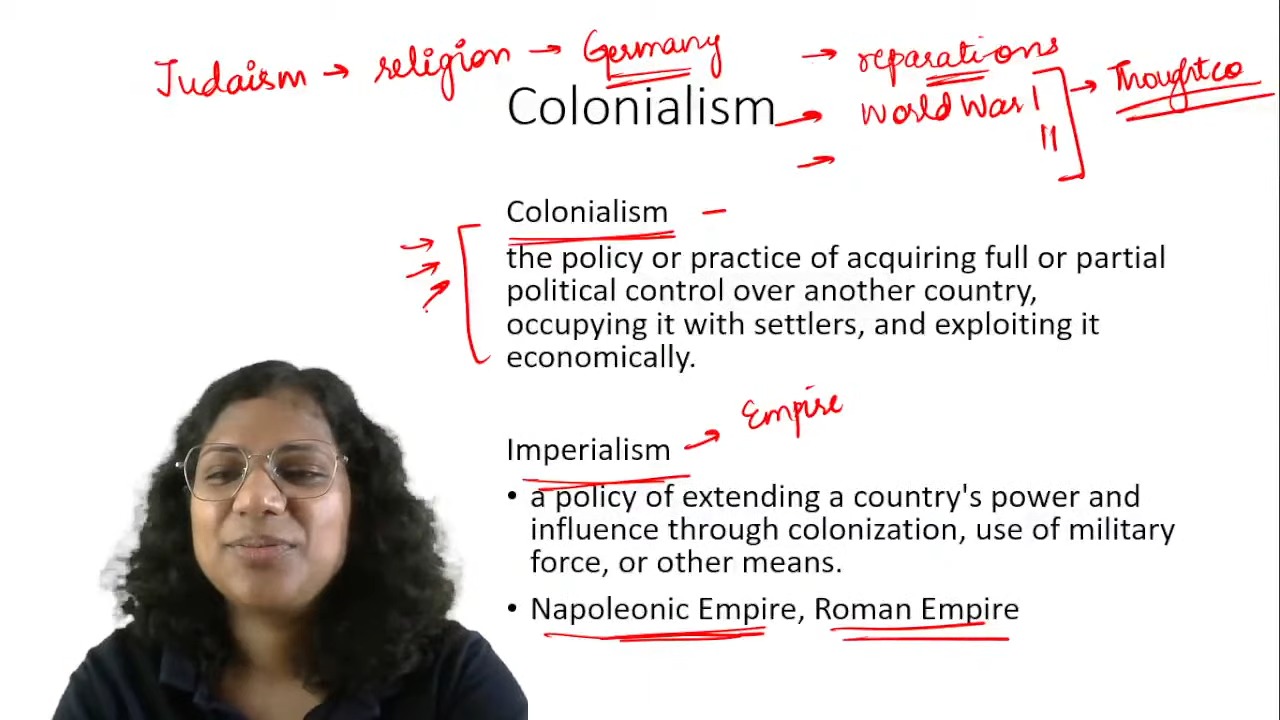 Judaism → religion → Germany → reparations
Colonialism → World War I → Thoughtco
II
→
Colonialism –
the policy or practice of acquiring full or partial
political control over another country,
occupying it with settlers, and exploiting it
economically.
Imperialism → Empire
• a policy of extending a country's power and
influence through colonization, use of military
force, or other means.
• Napoleonic Empire, Roman Empire